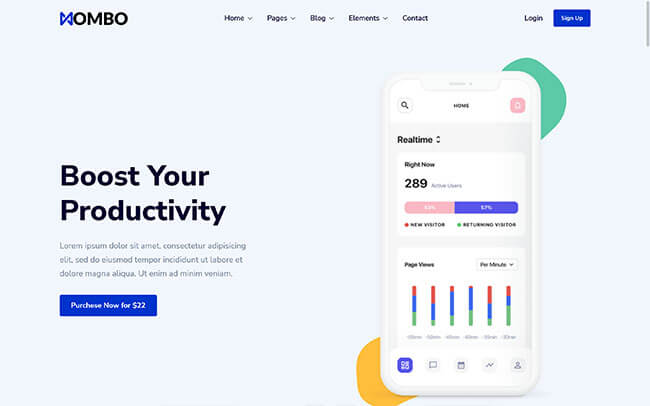 MOMBO
Home Pages Blog Elements Contact
Login
Sign Up
Boost Your
Productivity
Lorem ipsum dolor sit amet, consectetur adipisicing
elit, sed do eiusmod tempor incididunt ut labore et
dolore magna aliqua. Ut enim ad minim veniam.
Purchese Now for $22
HOME
Realtime
Right Now
289 Active Users
57%
NEW VISITOR RETURNING VISITOR
Page Views
Per Minute